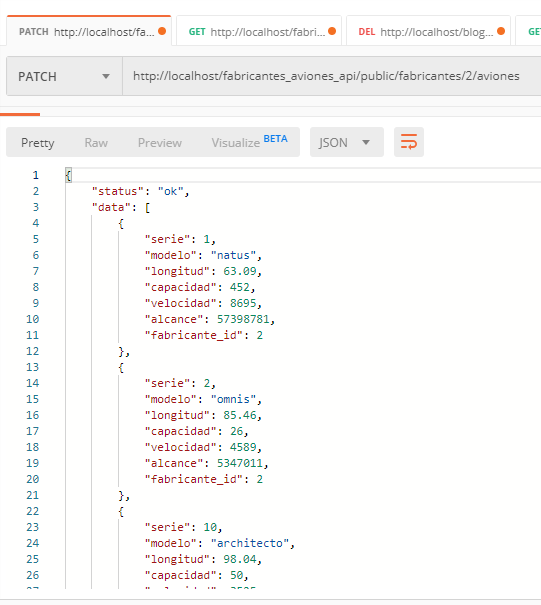 PATCH http://localhost/fa...
GET http://localhost/fabri...
DEL http://localhost/blog...
GE
PATCH
http://localhost/fabricantes_aviones_api/public/fabricantes/2/aviones
Pretty Raw Preview Visualize BETA JSON
1 {
2 "status": "ok",
3 "data": [
4 {
5 "serie": 1,
6 "modelo": "natus",
7 "longitud": 63.09,
8 "capacidad": 452,
9 "velocidad": 8695,
10 "alcance": 57398781,
11 "fabricante_id": 2
12 },
13 {
14 "serie": 2,
15 "modelo": "omnis",
16 "longitud": 85.46,
17 "capacidad": 26,
18 "velocidad": 4589,
19 "alcance": 5347011,
20 "fabricante_id": 2
21 },
22 {
23 "serie": 10,
24 "modelo": "architecto",
25 "longitud": 98.04,
26 "capacidad": 50,